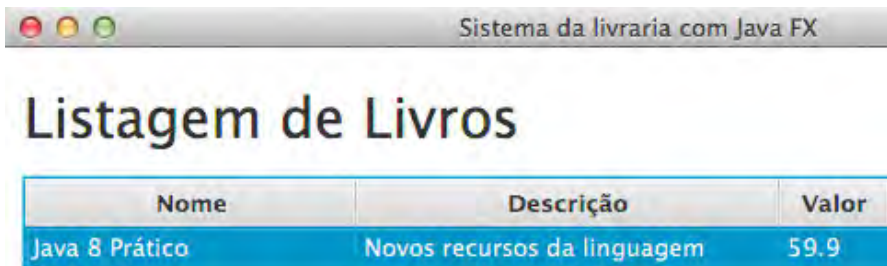 Sistema da livraria com Java FX
Listagem de Livros
Nome Descrição Valor
Java 8 Prático Novos recursos da linguagem 59.9